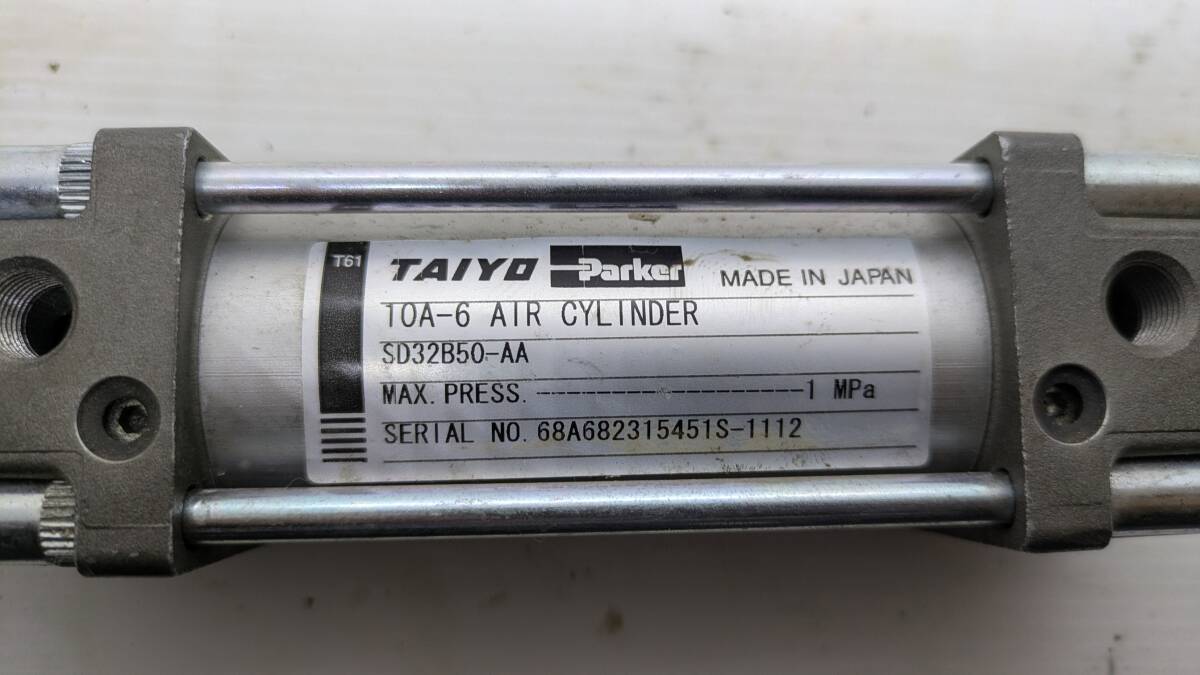 T61
TAIYO Parker MADE IN JAPAN
10A-6 AIR CYLINDER
SD32B50-AA
MAX. PRESS. --------------------1 MPa
SERIAL NO. 68A682315451S-1112